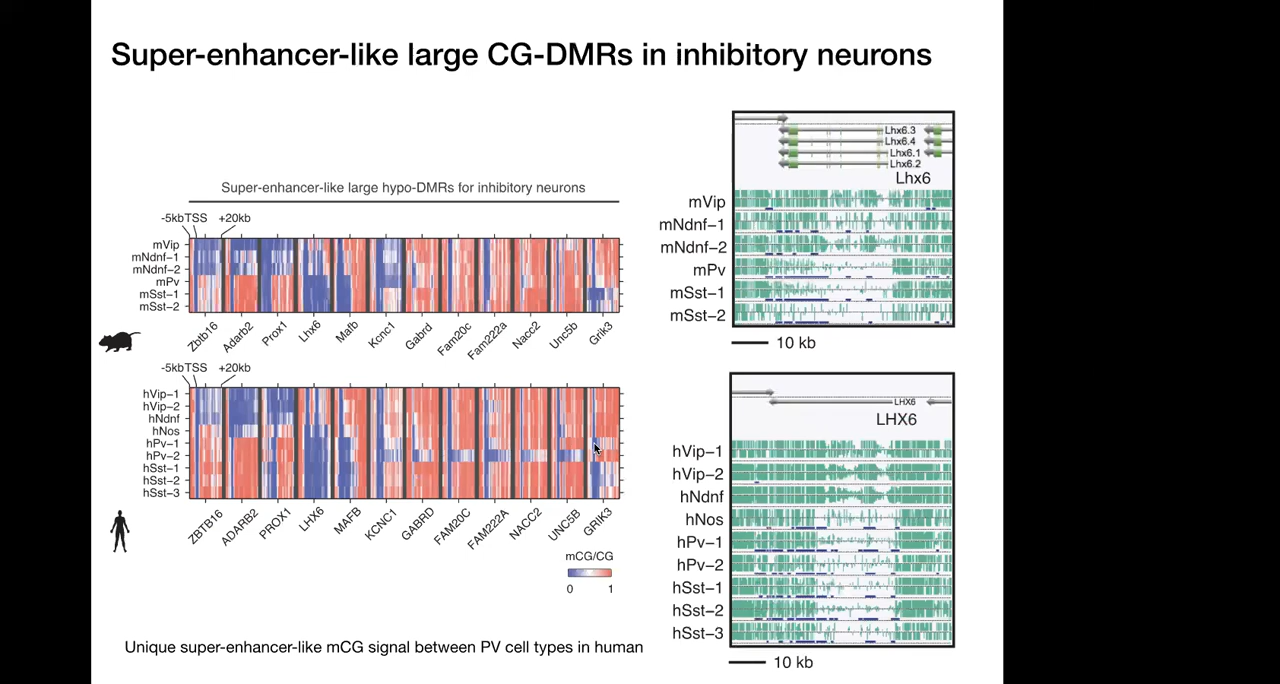 Super-enhancer-like large CG-DMRs in inhibitory neurons
Super-enhancer-like large hypo-DMRs for inhibitory neurons
-5kbTSS +20kb
mVip
mNdnf-1
mNdnf-2
mPv
mSst-1
mSst-2
Zbtb16 Adarb2 Prox1 Lhx6 Mafb Kcnc1 Gabrd Fam20c Fam222a Nacc2 Unc5b Grik3
-5kbTSS +20kb
hVip-1
hVip-2
hNdnf
hNos
hPv-1
hPv-2
hSst-1
hSst-2
hSst-3
ZBTB16 ADARB2 PROX1 LHX6 MAFB KCNC1 GABRD FAM20C FAM222A NACC2 UNC5B GRIK3
mCG/CG
0 1
Unique super-enhancer-like mCG signal between PV cell types in human
Lhx6.3
Lhx6.4
Lhx6.1
Lhx6.2
Lhx6
mVip
mNdnf-1
mNdnf-2
mPv
mSst-1
mSst-2
10 kb
LHX6
LHX6
hVip-1
hVip-2
hNdnf
hNos
hPv-1
hPv-2
hSst-1
hSst-2
hSst-3
10 kb